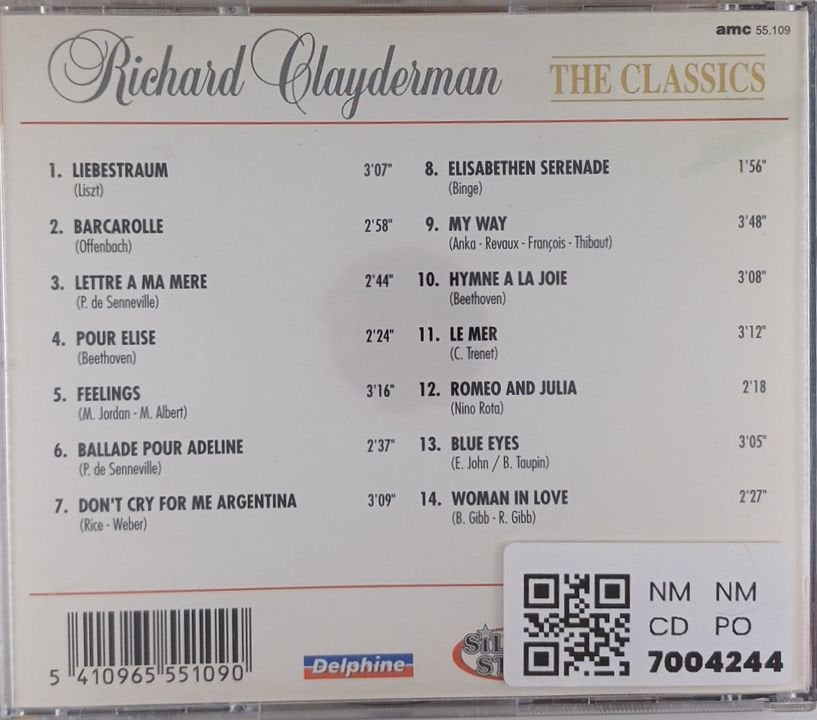 amc 55.109
Richard Clayderman THE CLASSICS
1. LIEBESTRAUM 3'07"
(Liszt)
2. BARCAROLLE 2'58"
(Offenbach)
3. LETTRE A MA MERE 2'44"
(P. de Senneville)
4. POUR ELISE 2'24"
(Beethoven)
5. FEELINGS 3'16"
(M. Jordan - M. Albert)
6. BALLADE POUR ADELINE 2'37"
(P. de Senneville)
7. DON'T CRY FOR ME ARGENTINA 3'09"
(Rice - Weber)
8. ELISABETHEN SERENADE 1'56"
(Binge)
9. MY WAY 3'48"
(Anka - Revaux - François - Thibaut)
10. HYMNE A LA JOIE 3'08"
(Beethoven)
11. LE MER 3'12"
(C. Trenet)
12. ROMEO AND JULIA 2'18
(Nino Rota)
13. BLUE EYES 3'05"
(E. John / B. Taupin)
14. WOMAN IN LOVE 2'27"
(B. Gibb - R. Gibb)
5 410965 551090
Delphine
NM NM
CD PO
7004244